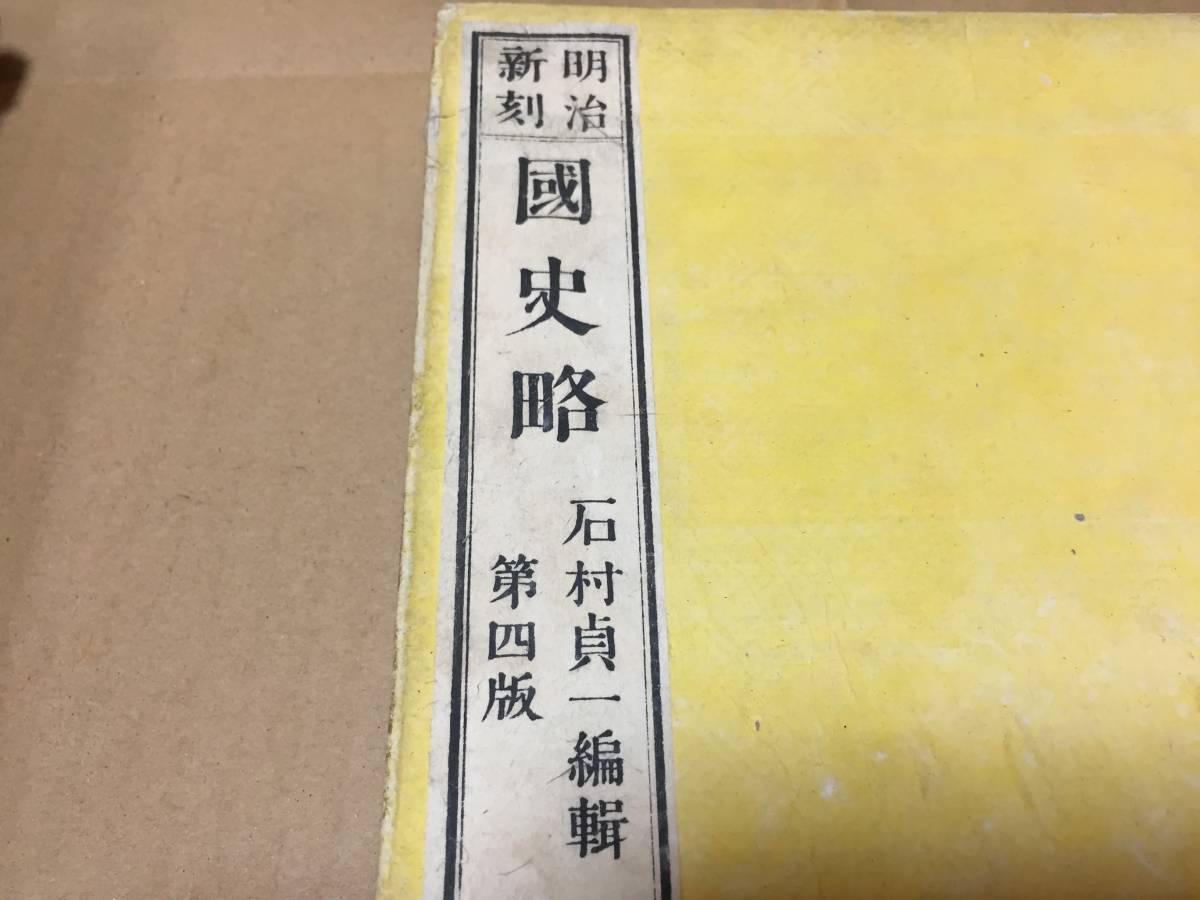 明治
新刻
國史略
石村貞一編輯
第四版